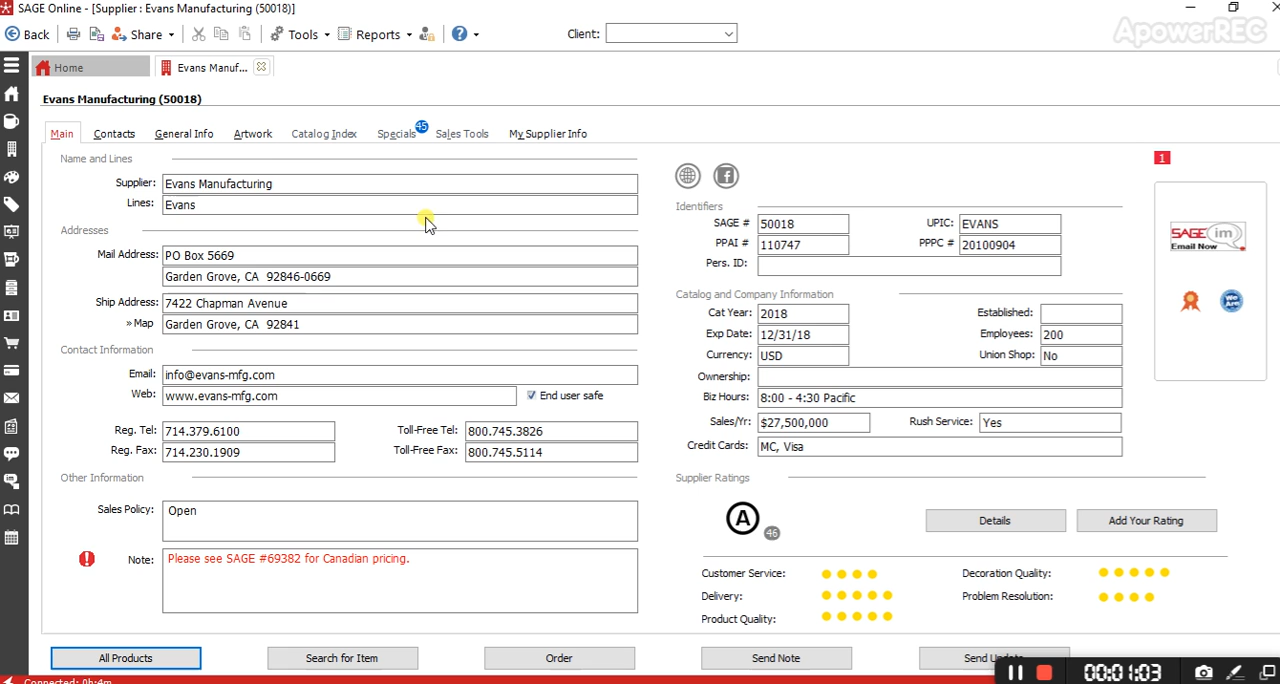 SAGE Online - [Supplier : Evans Manufacturing (50018)]
Back Share Tools Reports Client:
ApowerREC
Home Evans Manuf...
Evans Manufacturing (50018)
Main Contacts General Info Artwork Catalog Index Specials 45 Sales Tools My Supplier Info
Name and Lines
Supplier: Evans Manufacturing
Lines: Evans
Addresses
Mail Address: PO Box 5669
Garden Grove, CA 92846-0669
Ship Address: 7422 Chapman Avenue
» Map Garden Grove, CA 92841
Contact Information
Email: info@evans-mfg.com
Web: www.evans-mfg.com End user safe
Reg. Tel: 714.379.6100 Toll-Free Tel: 800.745.3826
Reg. Fax: 714.230.1909 Toll-Free Fax: 800.745.5114
Other Information
Sales Policy: Open
Note: Please see SAGE #69382 for Canadian pricing.
Identifiers
SAGE # 50018 UPIC: EVANS
PPAI # 110747 PPPC # 20100904
Pers. ID:
Catalog and Company Information
Cat Year: 2018 Established:
Exp Date: 12/31/18 Employees: 200
Currency: USD Union Shop: No
Ownership:
Biz Hours: 8:00 - 4:30 Pacific
Sales/Yr: $27,500,000 Rush Service: Yes
Credit Cards: MC, Visa
Supplier Ratings
A 46 Details Add Your Rating
Customer Service: Decoration Quality:
Delivery: Problem Resolution:
Product Quality:
1
SAGE im
Email Now
We Are
All Products Search for Item Order Send Note Send Update
Connected: 0h:4m
00:01:03